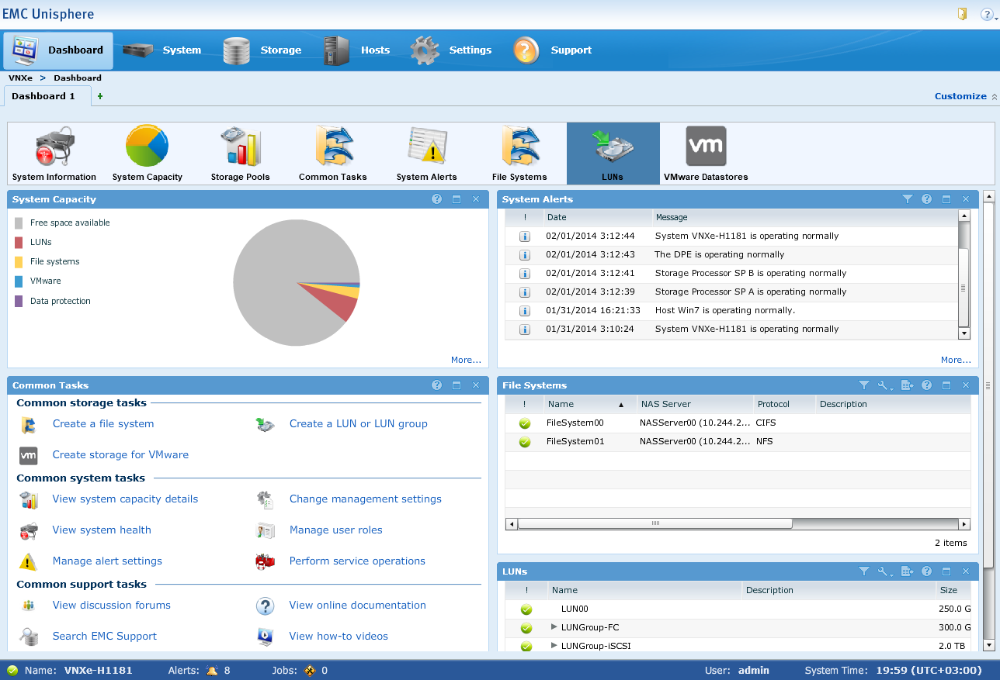 EMC Unisphere
Dashboard System Storage Hosts Settings Support
VNXe > Dashboard
Dashboard 1 + Customize
System Information System Capacity Storage Pools Common Tasks System Alerts File Systems LUNs VMware Datastores
vm
System Capacity
Free space available
LUNs
File systems
VMware
Data protection
More...
System Alerts
! Date Message
02/01/2014 3:12:44 System VNXe-H1181 is operating normally
02/01/2014 3:12:43 The DPE is operating normally
02/01/2014 3:12:41 Storage Processor SP B is operating normally
02/01/2014 3:12:39 Storage Processor SP A is operating normally
01/31/2014 16:21:33 Host Win7 is operating normally.
01/31/2014 3:10:24 System VNXe-H1181 is operating normally
More...
Common Tasks
Common storage tasks
Create a file system Create a LUN or LUN group
vm Create storage for VMware
Common system tasks
View system capacity details Change management settings
View system health Manage user roles
Manage alert settings Perform service operations
Common support tasks
View discussion forums View online documentation
Search EMC Support View how-to videos
File Systems
! Name NAS Server Protocol Description
FileSystem00 NASServer00 (10.244.2... CIFS
FileSystem01 NASServer00 (10.244.2... NFS
2 items
LUNs
! Name Description Size
LUN00 250.0 G
LUNGroup-FC 300.0 G
LUNGroup-iSCSI 2.0 TB
Name: VNXe-H1181 Alerts: 8 Jobs: 0 User: admin System Time: 19:59 (UTC+03:00)